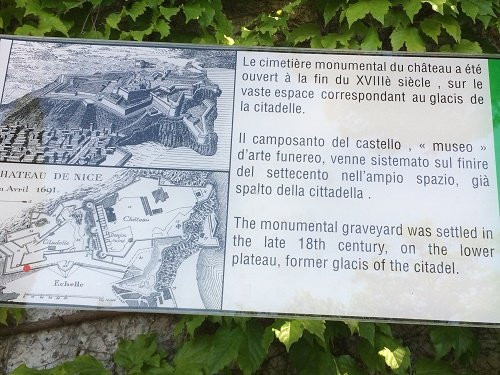 Le cimetière monumental du château a été
ouvert à la fin du XVIIIè siècle , sur le
vaste espace correspondant au glacis de
la citadelle.
Il camposanto del castello , « museo »
d'arte funereo, venne sistemato sul finire
del settecento nell'ampio spazio, già
spalto della cittadella .
The monumental graveyard was settled in
the late 18th century, on the lower
plateau, former glacis of the citadel.
HATEAU DE NICE
Avril 1691.
Château
Citadelle
Echelle